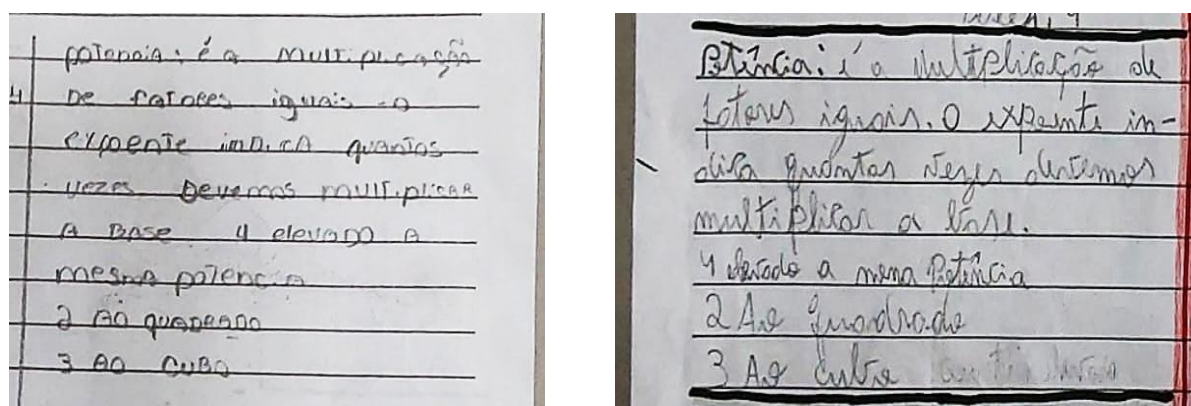 potencia: é a multiplicação
De fatores iguais - o
expoente indica quantos
vezes Devemos multiplicar
A Base 4 elevado A
mesma potencia
2 AO quadrado
3 AO CUBO
Potência: é a Multiplicação de
fatores iguais. O expoente in-
dica quantas vezes devemos
multiplicar a base.
4 elevado a mesma Potência
2 Ao quadrado
3 Ao cubo